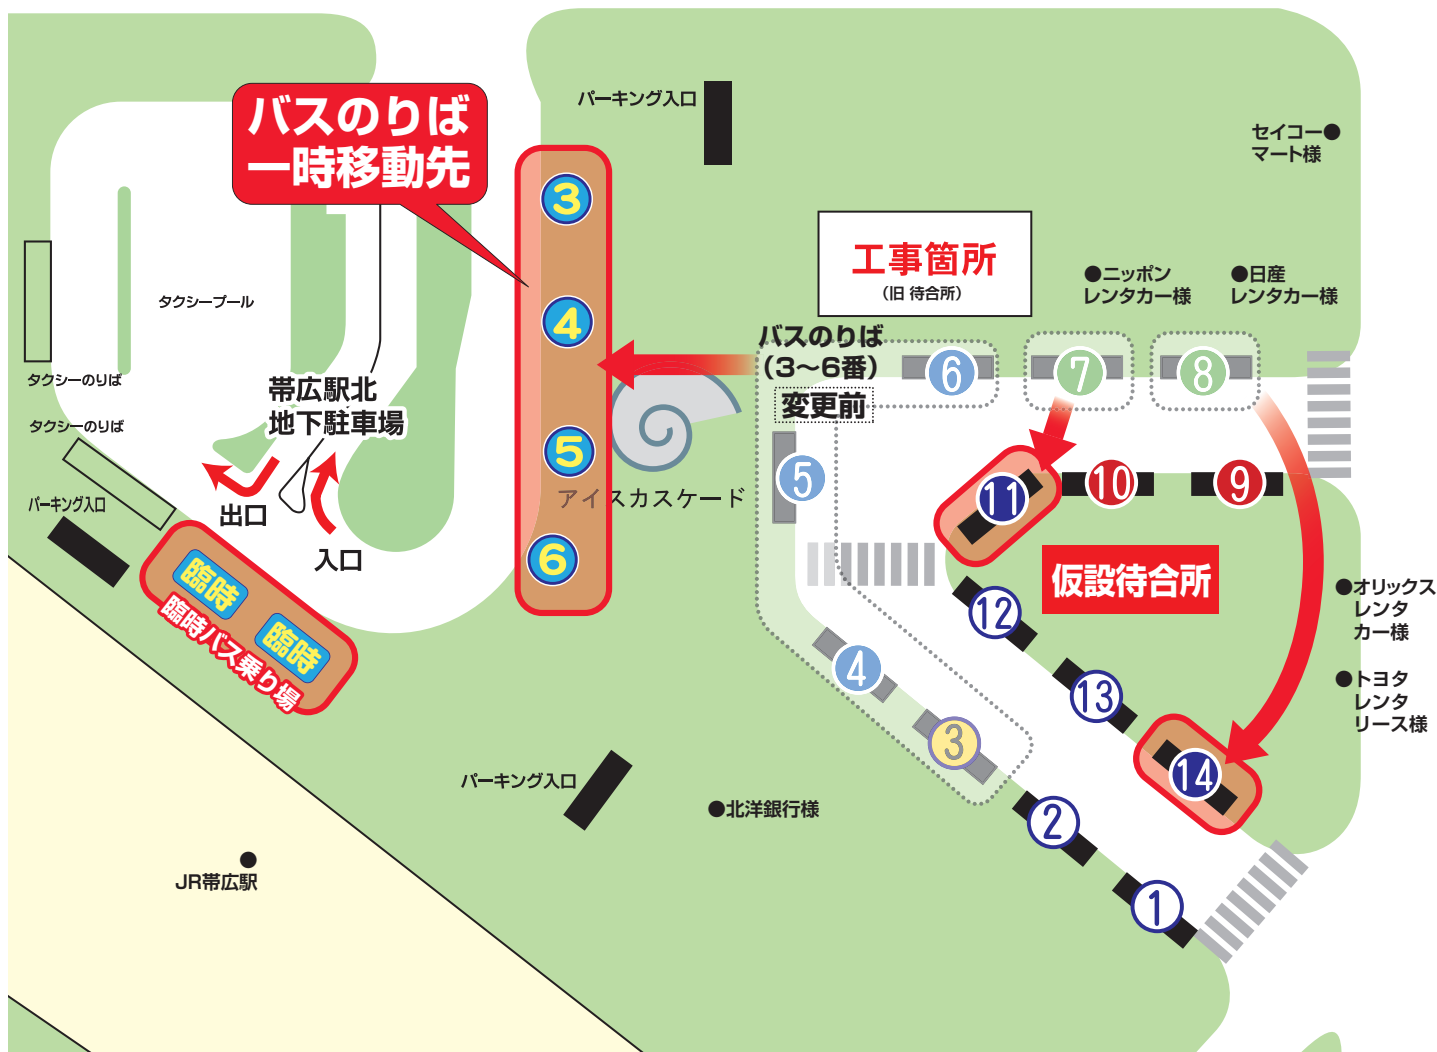 バスのりば
一時移動先
パーキング入口
セイコー
マート様
3
工事箇所
(旧 待合所)
ニッポン
レンタカー様
日産
レンタカー様
タクシープール
4
バスのりば
(3〜6番)
変更前
6
7
8
タクシーのりば
帯広駅北
地下駐車場
タクシーのりば
5
アイスカスケード
5
11
10
9
パーキング入口
出口
入口
6
臨時
臨時
臨時バス乗り場
仮設待合所
12
オリックス
レンタ
カー様
4
13
トヨタ
レンタ
リース様
3
14
パーキング入口
北洋銀行様
2
JR帯広駅
1